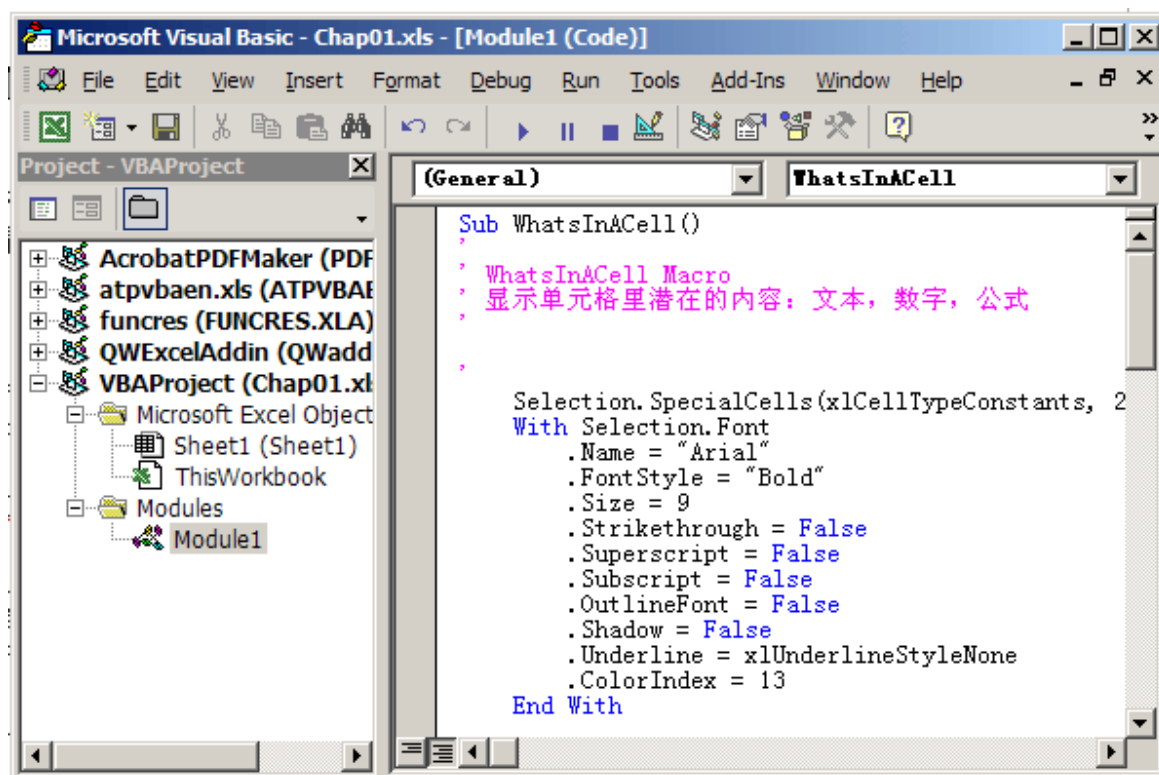 Microsoft Visual Basic - Chap01.xls - [Module1 (Code)]
File Edit View Insert Format Debug Run Tools Add-Ins Window Help
Project - VBAProject
AcrobatPDFMaker (PDF
atpvbaen.xls (ATPVBAE
funcres (FUNCRES.XLA)
QWExcelAddin (QWadd
VBAProject (Chap01.xl
Microsoft Excel Object
Sheet1 (Sheet1)
ThisWorkbook
Modules
Module1
(General) WhatsInACell
Sub WhatsInACell()
'
' WhatsInACell Macro
' 显示单元格里潜在的内容：文本，数字，公式
'
'
Selection.SpecialCells(xlCellTypeConstants, 2
With Selection.Font
.Name = "Arial"
.FontStyle = "Bold"
.Size = 9
.Strikethrough = False
.Superscript = False
.Subscript = False
.OutlineFont = False
.Shadow = False
.Underline = xlUnderlineStyleNone
.ColorIndex = 13
End With